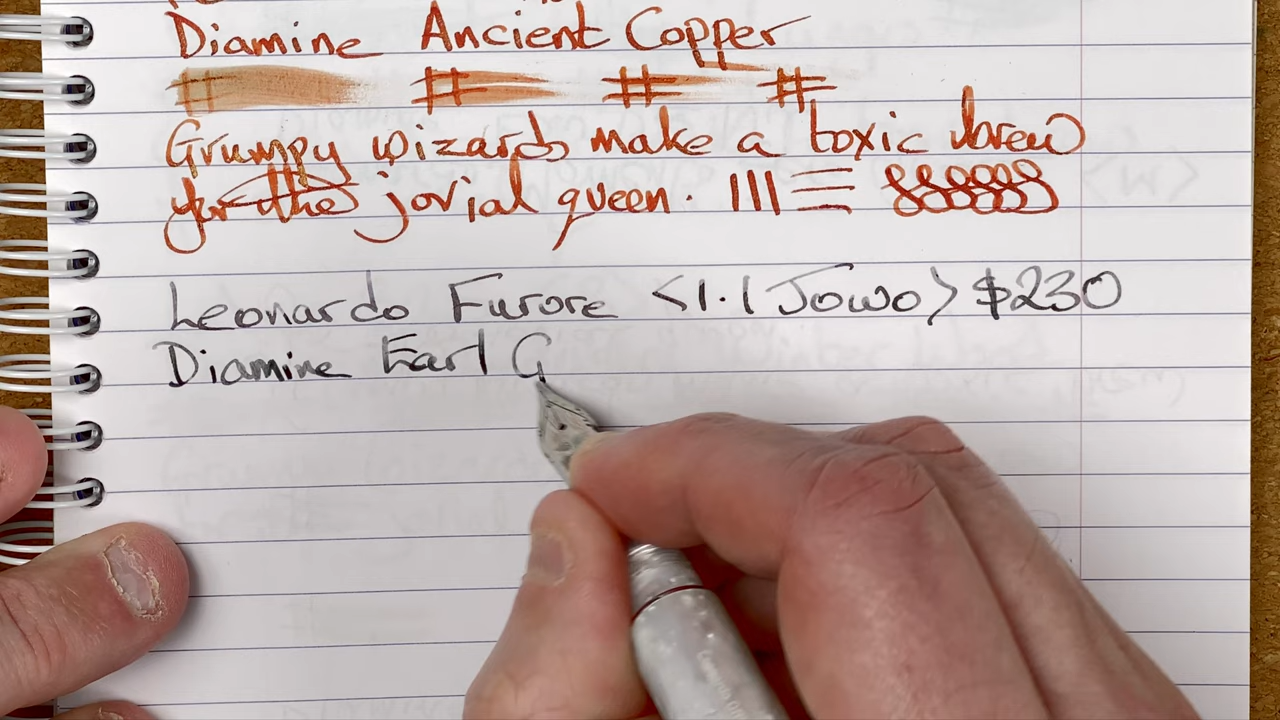 Diamine Ancient Copper
# # # #
Grumpy wizards make a toxic brew
for the jovial queen. |||
Leonardo Furore <1.1 Jowo> $230
Diamine Earl G